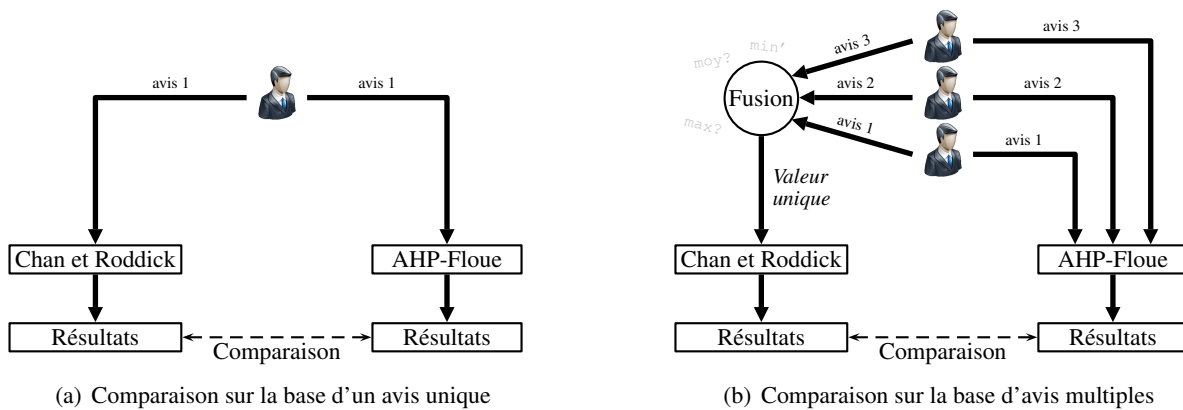 avis 1
avis 1
Chan et Roddick
AHP-Floue
Résultats
Résultats
Comparaison
(a) Comparaison sur la base d'un avis unique
moy?
min'
max?
Fusion
avis 3
avis 3
avis 2
avis 2
avis 1
avis 1
Valeur
unique
Chan et Roddick
AHP-Floue
Résultats
Résultats
Comparaison
(b) Comparaison sur la base d'avis multiples